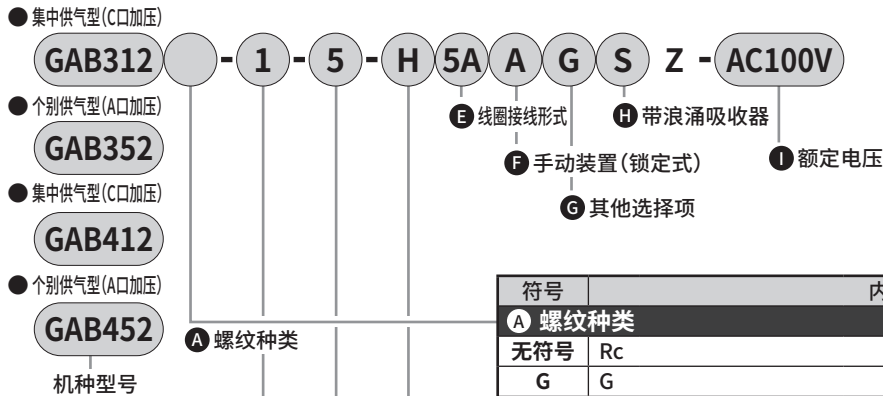 ● 集中供气型(C口加压)
GAB312 - 1 - 5 - H 5A A G S Z - AC100V
● 个别供气型(A口加压)
GAB352
E 线圈接线形式
H 带浪涌吸收器
F 手动装置(锁定式)
I 额定电压
● 集中供气型(C口加压)
GAB412
G 其他选择项
● 个别供气型(A口加压)
GAB452
A 螺纹种类
机种型号
符号
A 螺纹种类
无符号 Rc
G G